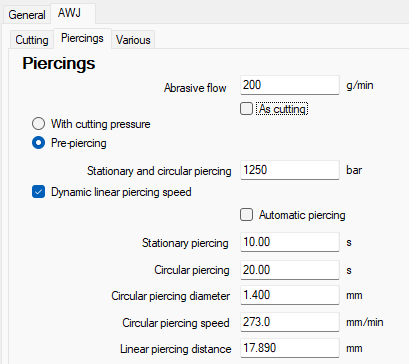 General AWJ
Cutting Piercings Various
Piercings
Abrasive flow 200 g/min
As cutting
With cutting pressure
Pre-piercing
Stationary and circular piercing 1250 bar
Dynamic linear piercing speed
Automatic piercing
Stationary piercing 10.00 s
Circular piercing 20.00 s
Circular piercing diameter 1.400 mm
Circular piercing speed 273.0 mm/min
Linear piercing distance 17.890 mm